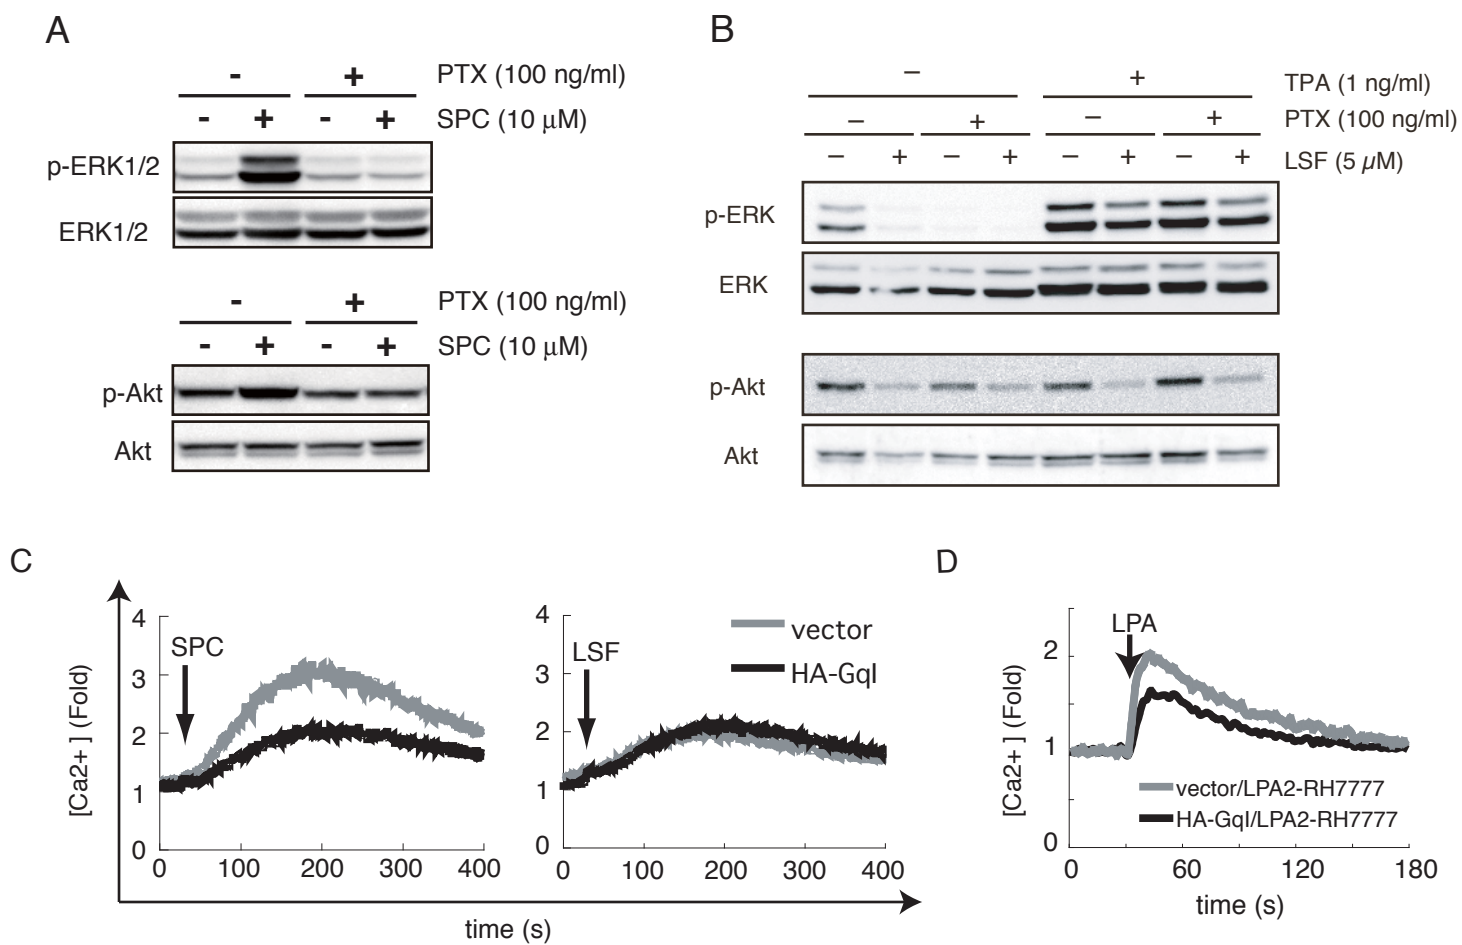 A
- + PTX (100 ng/ml)
- + - + SPC (10 μM)
p-ERK1/2
ERK1/2
- + PTX (100 ng/ml)
- + - + SPC (10 μM)
p-Akt
Akt
B
– + TPA (1 ng/ml)
– + – + PTX (100 ng/ml)
– + – + – + – + LSF (5 μM)
p-ERK
ERK
p-Akt
Akt
C
[Ca2+ ] (Fold)
4
3
2
1
0
SPC
0 100 200 300 400
4
3
2
1
0
LSF
vector
HA-GqI
0 100 200 300 400
time (s)
D
[Ca2+ ] (Fold)
2
1
0
LPA
vector/LPA2-RH7777
HA-GqI/LPA2-RH7777
0 60 120 180
time (s)